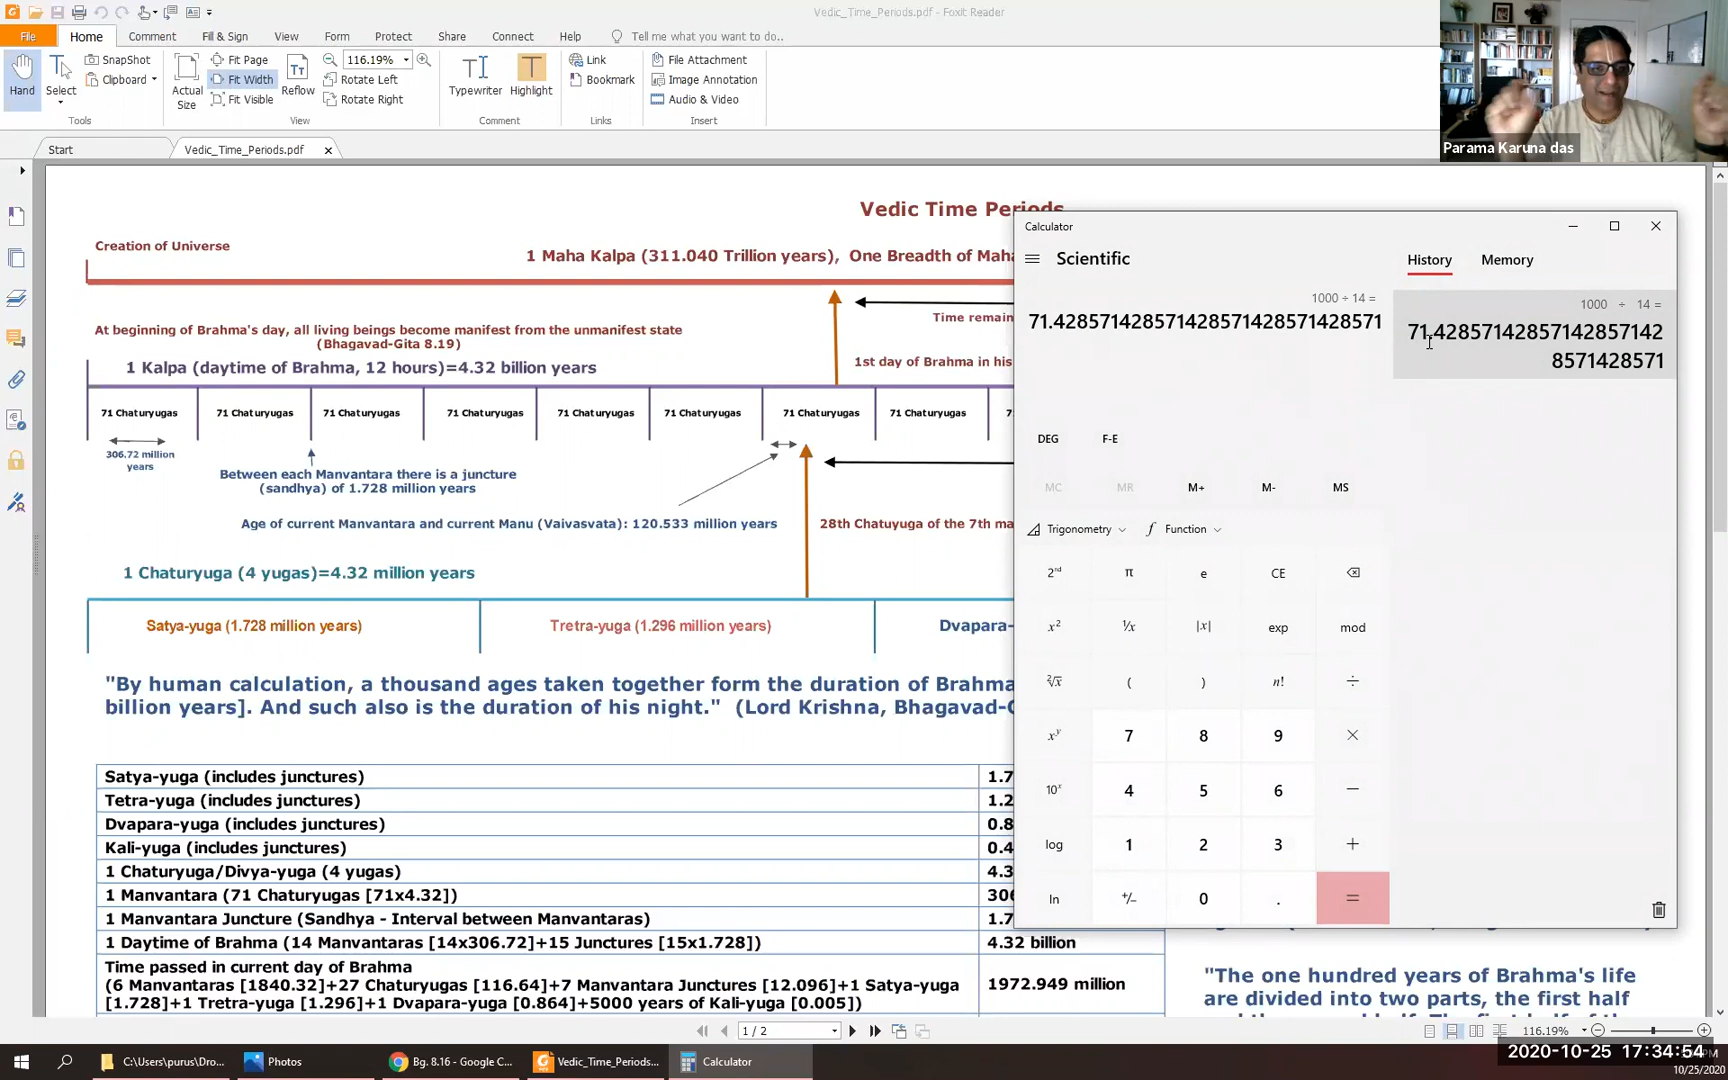 Vedic_Time_Periods.pdf - Foxit Reader
File
Home
Comment
Fill & Sign
View
Form
Protect
Share
Connect
Help
Tell me what you want to do..
Hand
Select
SnapShot
Clipboard
Tools
Actual Size
Fit Page
Fit Width
Fit Visible
Reflow
116.19%
Rotate Left
Rotate Right
View
Typewriter
Highlight
Comment
Link
Bookmark
Links
File Attachment
Image Annotation
Audio & Video
Insert
Parama Karuna das
Start
Vedic_Time_Periods.pdf
Vedic Time Periods
Creation of Universe
1 Maha Kalpa (311.040 Trillion years), One Breadth of Maha
Time remain
At beginning of Brahma's day, all living beings become manifest from the unmanifest state
(Bhagavad-Gita 8.19)
1st day of Brahma in his
1 Kalpa (daytime of Brahma, 12 hours)=4.32 billion years
71 Chaturyugas
71 Chaturyugas
71 Chaturyugas
71 Chaturyugas
71 Chaturyugas
71 Chaturyugas
71 Chaturyugas
71 Chaturyugas
306.72 million
years
Between each Manvantara there is a juncture
(sandhya) of 1.728 million years
Age of current Manvantara and current Manu (Vaivasvata): 120.533 million years
28th Chatuyuga of the 7th ma
1 Chaturyuga (4 yugas)=4.32 million years
Satya-yuga (1.728 million years)
Tretra-yuga (1.296 million years)
Dvapara-
"By human calculation, a thousand ages taken together form the duration of Brahma
billion years]. And such also is the duration of his night." (Lord Krishna, Bhagavad-G
Satya-yuga (includes junctures) 1.7
Tetra-yuga (includes junctures) 1.2
Dvapara-yuga (includes junctures) 0.8
Kali-yuga (includes junctures) 0.4
1 Chaturyuga/Divya-yuga (4 yugas) 4.3
1 Manvantara (71 Chaturyugas [71x4.32]) 306
1 Manvantara Juncture (Sandhya - Interval between Manvantaras) 1.7
1 Daytime of Brahma (14 Manvantaras [14x306.72]+15 Junctures [15x1.728]) 4.32 billion
Time passed in current day of Brahma
(6 Manvantaras [1840.32]+27 Chaturyugas [116.64]+7 Manvantara Junctures [12.096]+1 Satya-yuga
[1.728]+1 Tretra-yuga [1.296]+1 Dvapara-yuga [0.864]+5000 years of Kali-yuga [0.005])
1972.949 million
"The one hundred years of Brahma's life
are divided into two parts, the first half
Calculator
Scientific
History
Memory
1000 ÷ 14 =
71.428571428571428571428571428571
1000 ÷ 14 =
71.42857142857142857142
8571428571
DEG
F-E
MC
MR
M+
M-
MS
Trigonometry
Function
2nd
π
e
CE
x²
¹/x
|x|
exp
mod
²√x
(
)
n!
÷
xʸ
7
8
9
×
10ˣ
4
5
6
−
log
1
2
3
+
ln
+/−
0
.
=
1 / 2
116.19%
C:\Users\purus\Dro...
Photos
Bg. 8.16 - Google C...
Vedic_Time_Periods...
Calculator
2020-10-25 17:34:54
10/25/2020